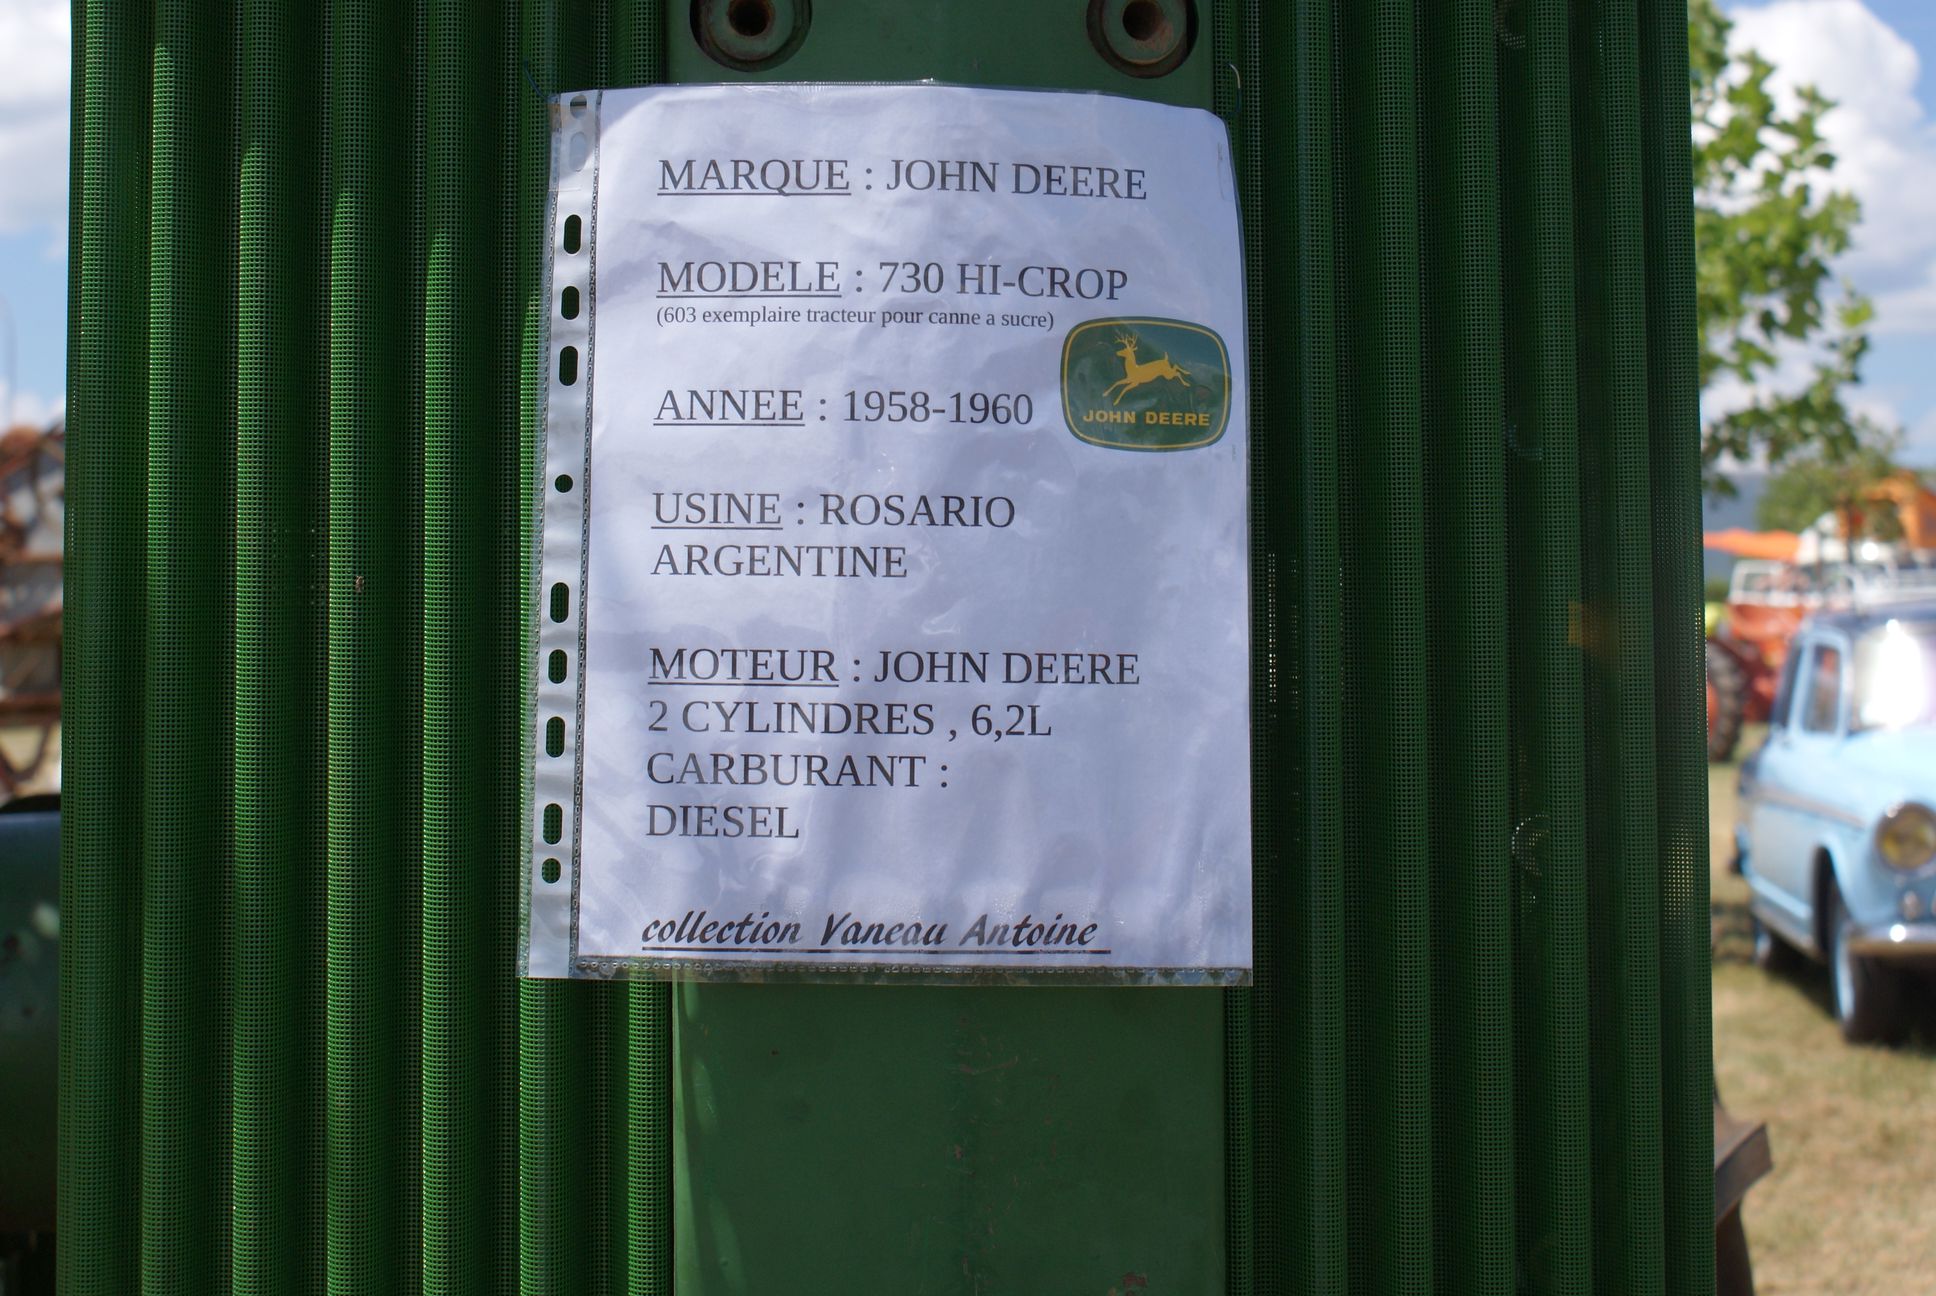 MARQUE : JOHN DEERE
MODELE : 730 HI-CROP
(603 exemplaire tracteur pour canne a sucre)
JOHN DEERE
ANNEE : 1958-1960
USINE : ROSARIO
ARGENTINE
MOTEUR : JOHN DEERE
2 CYLINDRES , 6,2L
CARBURANT :
DIESEL
collection Vaneau Antoine